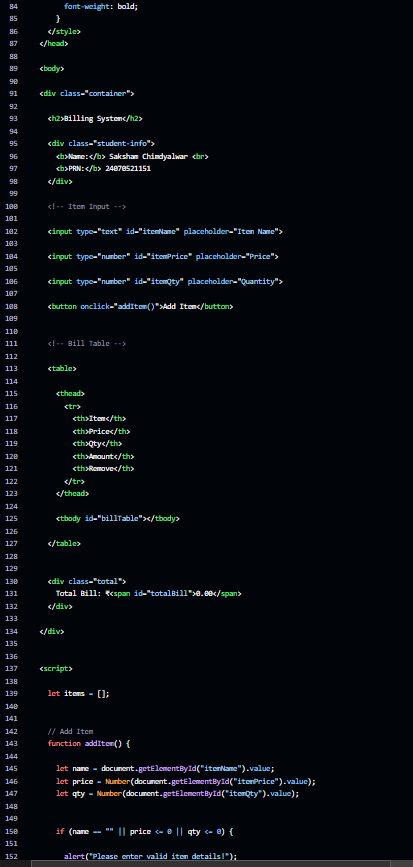 84 font-weight: bold;
85 }
86 </style>
87 </head>
88
89 <body>
90
91 <div class="container">
92
93 <h2>Billing System</h2>
94
95 <div class="student-info">
96 <b>Name:</b> Saksham Chimdyalwar <br>
97 <b>PRN:</b> 24070521151
98 </div>
99
100 <!-- Item Input -->
101
102 <input type="text" id="itemName" placeholder="Item Name">
103
104 <input type="number" id="itemPrice" placeholder="Price">
105
106 <input type="number" id="itemQty" placeholder="Quantity">
107
108 <button onclick="addItem()">Add Item</button>
109
110
111 <!-- Bill Table -->
112
113 <table>
114
115 <thead>
116 <tr>
117 <th>Item</th>
118 <th>Price</th>
119 <th>Qty</th>
120 <th>Amount</th>
121 <th>Remove</th>
122 </tr>
123 </thead>
124
125 <tbody id="billTable"></tbody>
126
127 </table>
128
129
130 <div class="total">
131 Total Bill: ₹<span id="totalBill">0.00</span>
132 </div>
133
134 </div>
135
136
137 <script>
138
139 let items = [];
140
141
142 // Add Item
143 function addItem() {
144
145 let name = document.getElementById("itemName").value;
146 let price = Number(document.getElementById("itemPrice").value);
147 let qty = Number(document.getElementById("itemQty").value);
148
149
150 if (name == "" || price <= 0 || qty <= 0) {
151
152 alert("Please enter valid item details!");